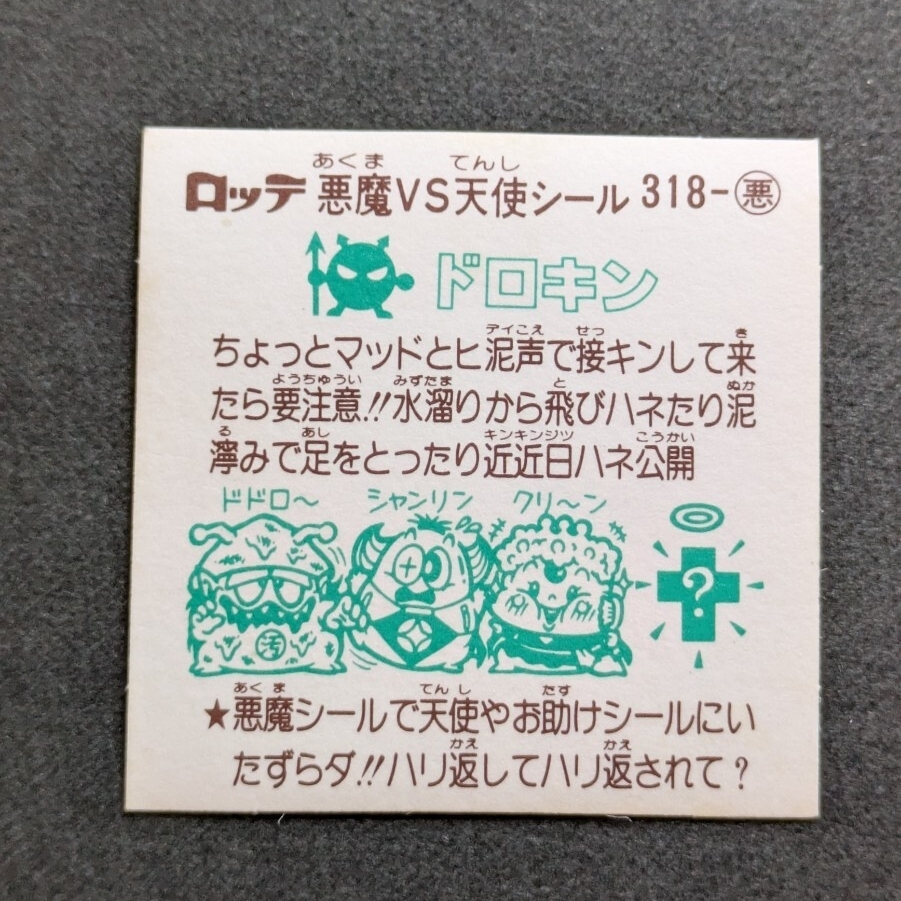 あくま てんし
ロッテ 悪魔VS天使シール 318-悪
ドロキン
デイこえ せっ き
ちょっとマッドとヒ泥声で接キンして来
ようちゅうい みずたま と ぬか
たら要注意!!水溜りから飛びハネたり泥
る あし キンキンジツ こうかい
濘みで足をとったり近近日ハネ公開
ドドロ〜 シャンリン クリ〜ン
汚
?
あくま てんし たす
★悪魔シールで天使やお助けシールにい
かえ かえ
たずらダ!!ハリ返してハリ返されて?